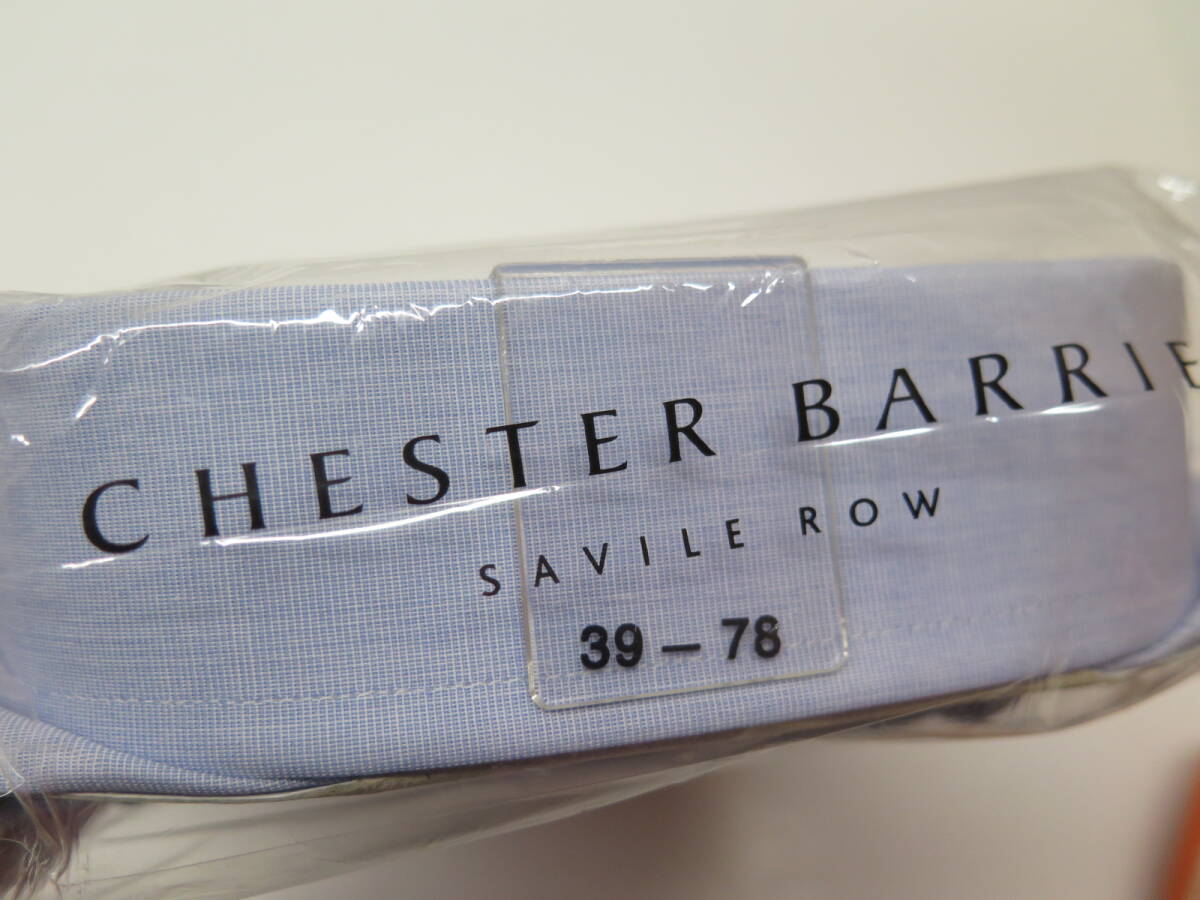 CHESTER BARRIE
SAVILE ROW
39-78